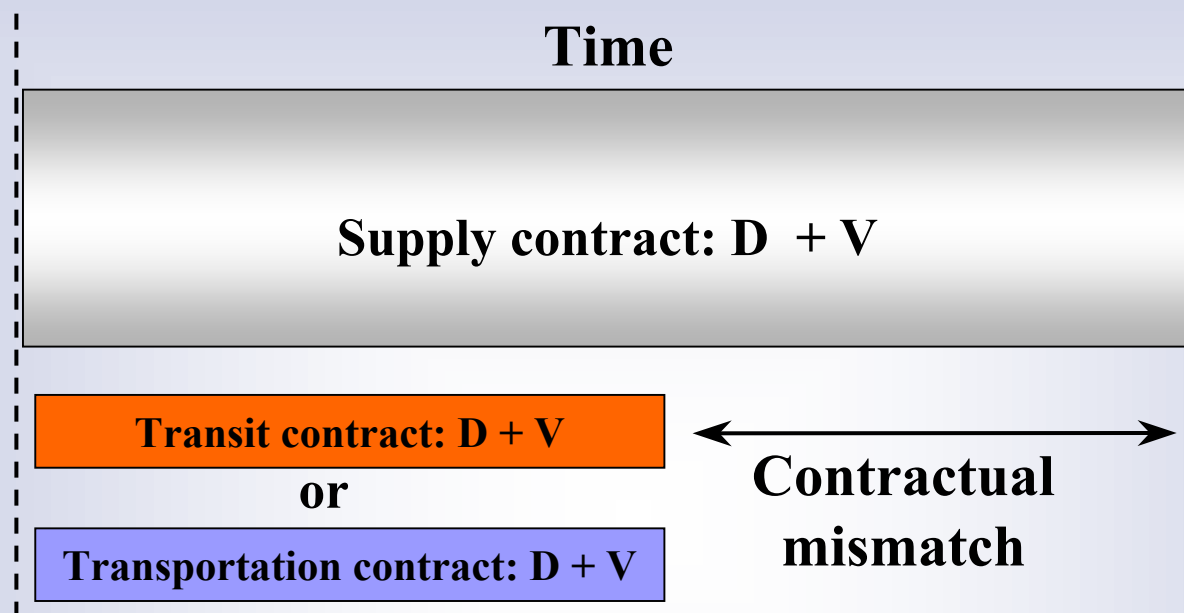 Time
Supply contract: D + V
Transit contract: D + V
or
Transportation contract: D + V
Contractual
mismatch